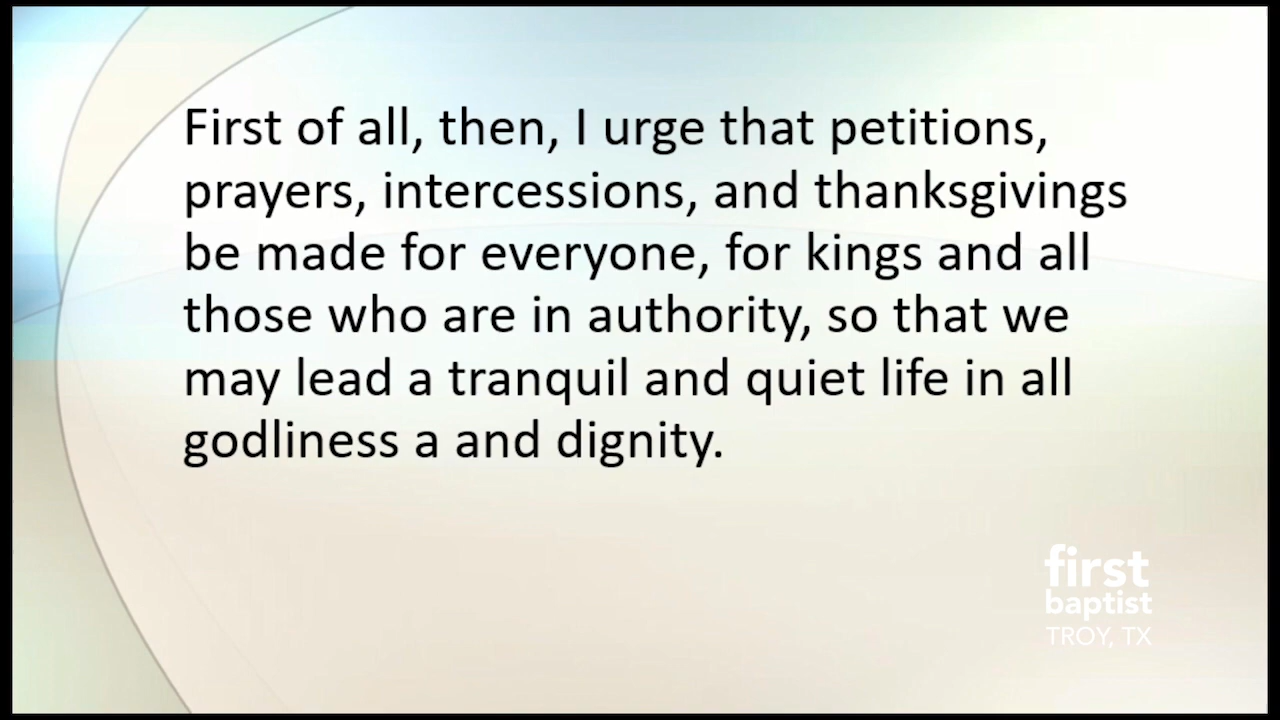 First of all, then, I urge that petitions,
prayers, intercessions, and thanksgivings
be made for everyone, for kings and all
those who are in authority, so that we
may lead a tranquil and quiet life in all
godliness a and dignity.
first
baptist
TROY, TX